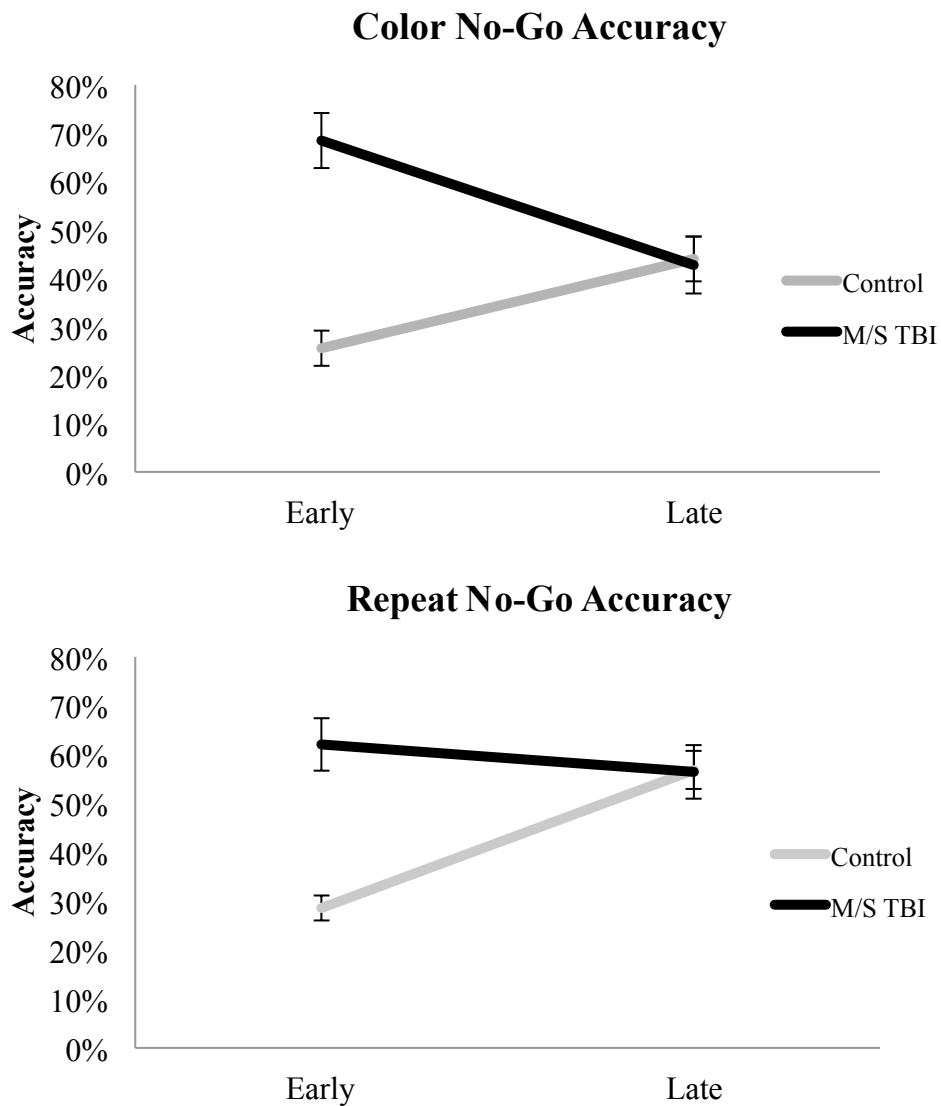 Color No-Go Accuracy
80%
70%
60%
50%
40%
30%
20%
10%
0%
Accuracy
Early
Late
Control
M/S TBI
Repeat No-Go Accuracy
80%
70%
60%
50%
40%
30%
20%
10%
0%
Accuracy
Early
Late
Control
M/S TBI